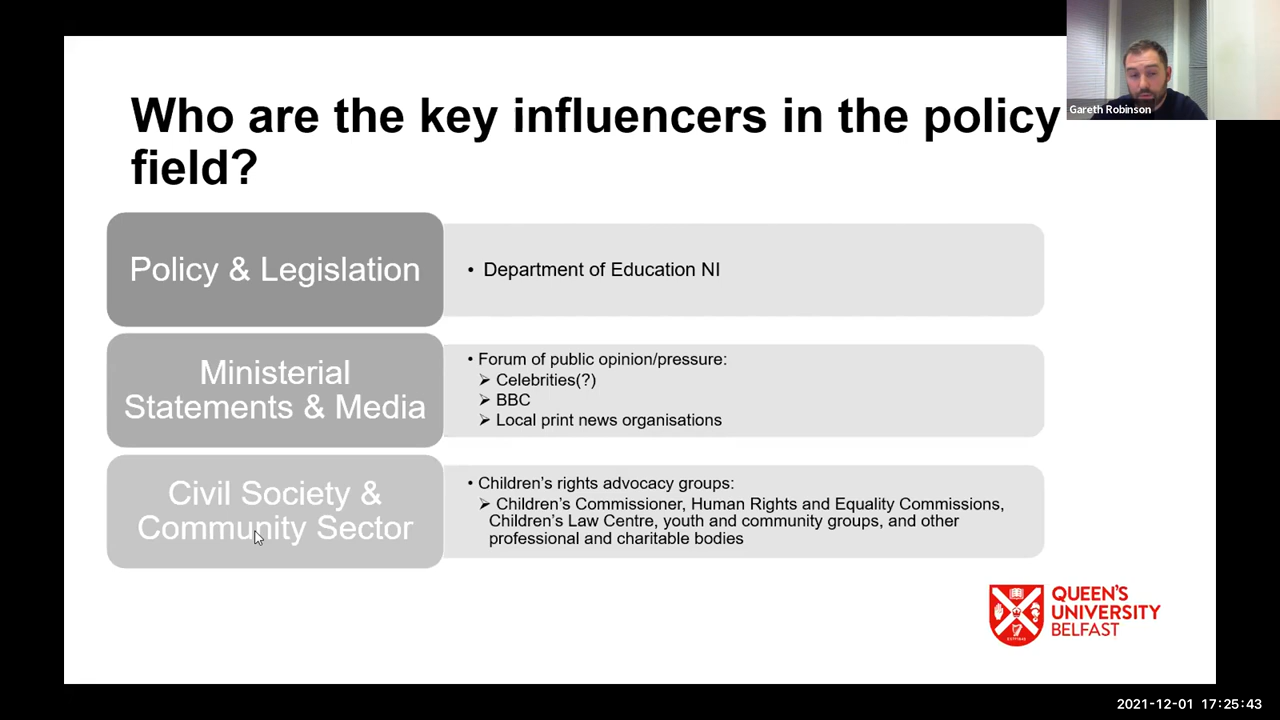 Who are the key influencers in the policy
field?
Gareth Robinson
Policy & Legislation
• Department of Education NI
Ministerial
Statements & Media
• Forum of public opinion/pressure:
➢ Celebrities(?)
➢ BBC
➢ Local print news organisations
Civil Society &
Community Sector
• Children’s rights advocacy groups:
➢ Children’s Commissioner, Human Rights and Equality Commissions,
Children’s Law Centre, youth and community groups, and other
professional and charitable bodies
QUEEN’S
UNIVERSITY
BELFAST
2021-12-01 17:25:43